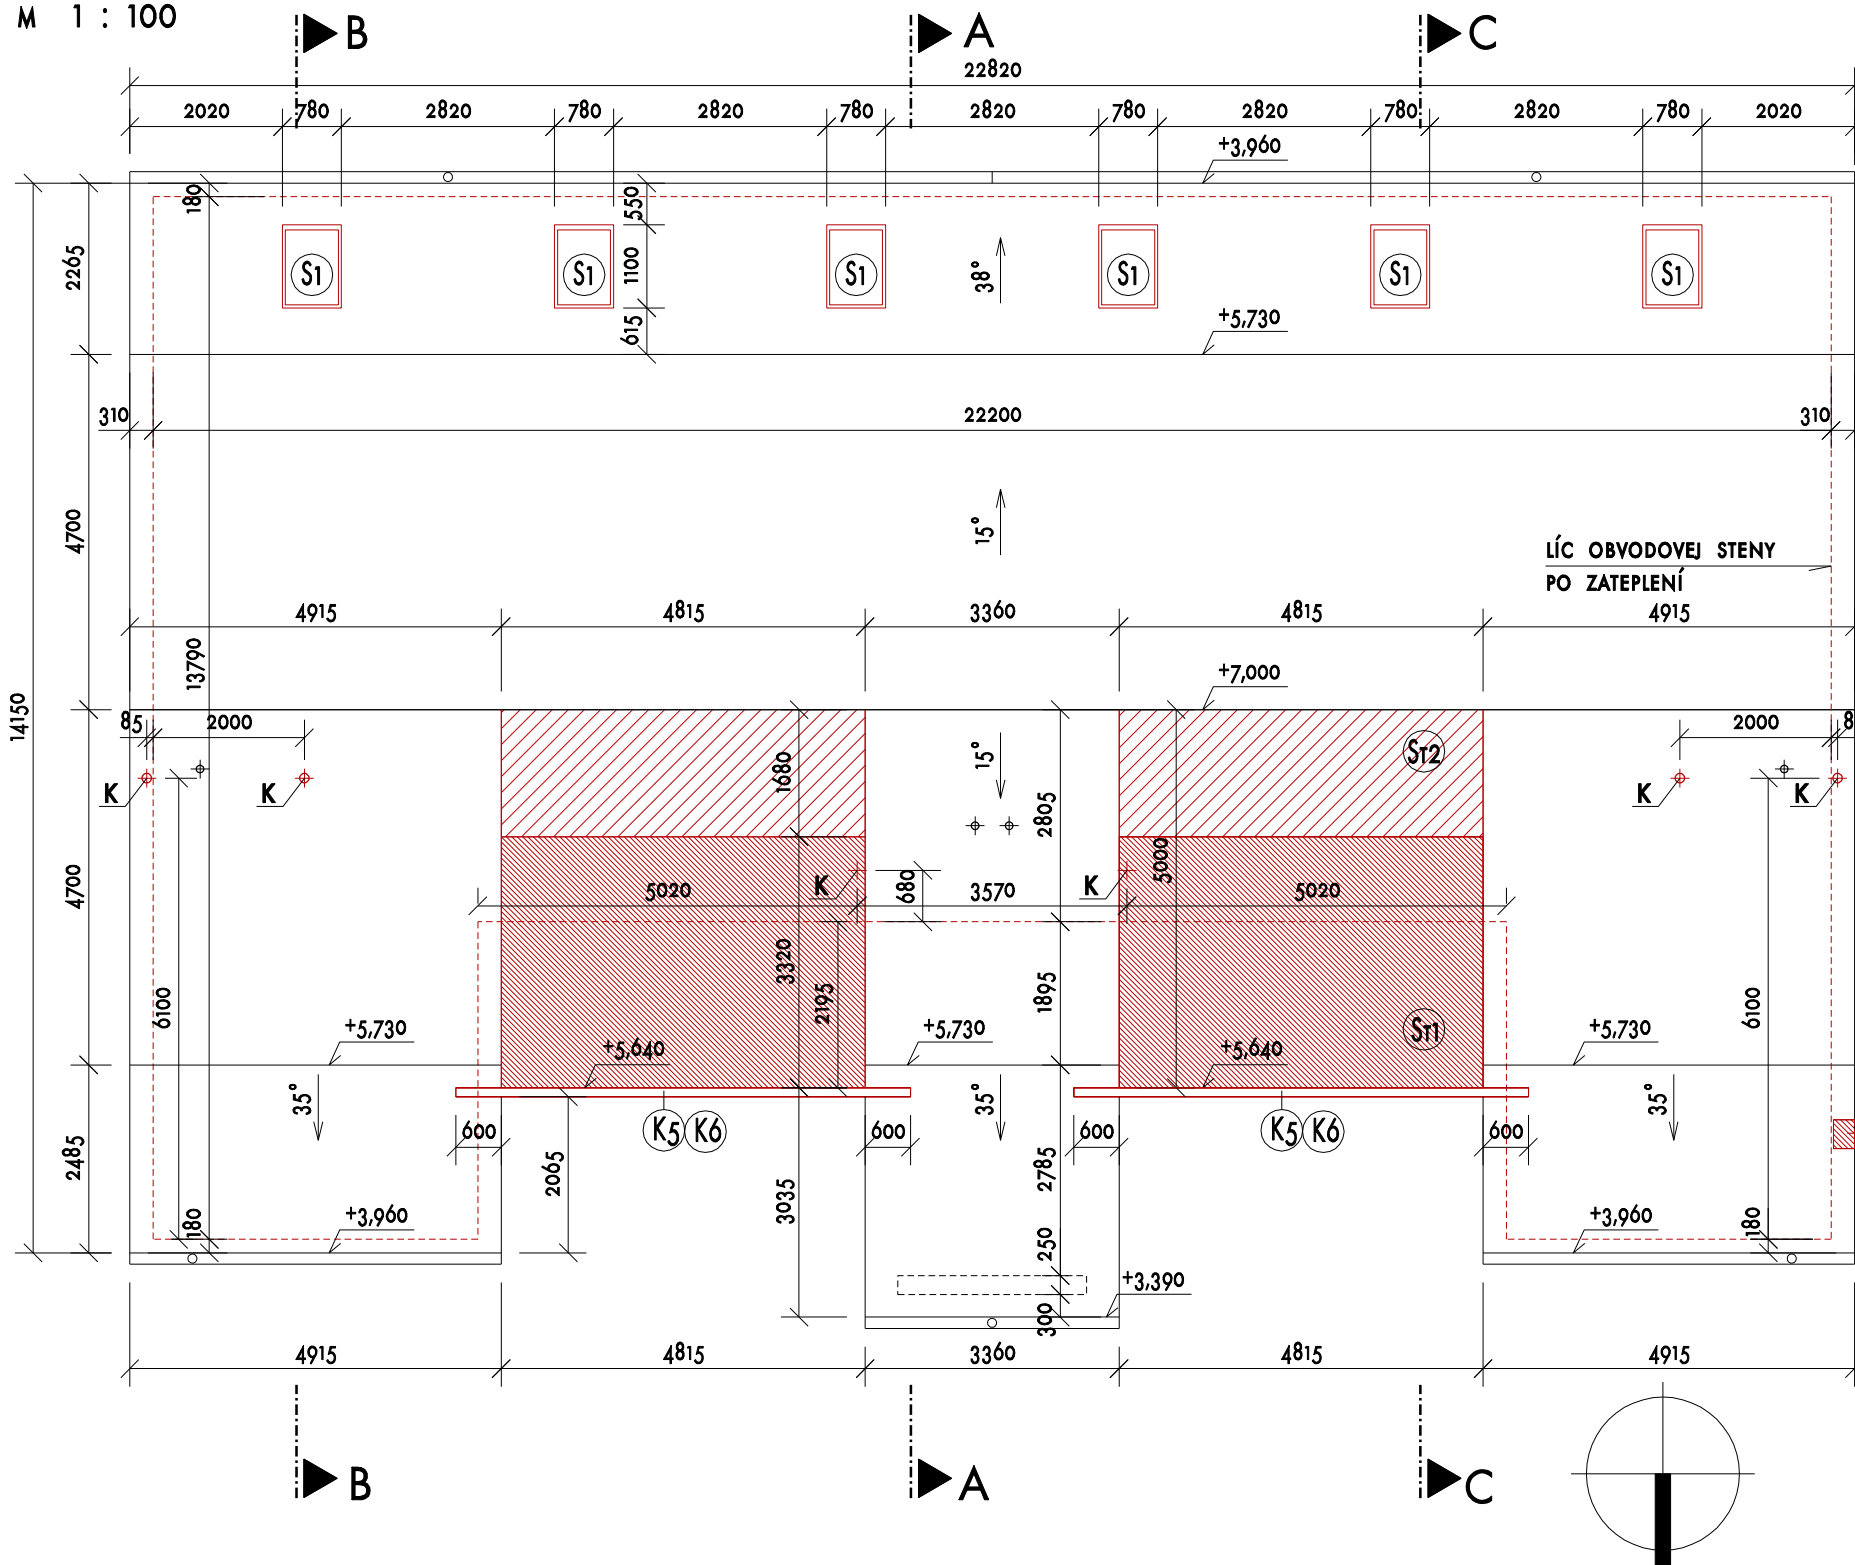 M 1 : 100
B
A
C
22820
2020 780 2820 780 2820 780 2820 780 2820 780 2820 780 2020
+3,960
180
550
2265
S1 S1 S1 S1 S1 S1
1100
38°
615
+5,730
310 22200 310
4700
15°
LÍC OBVODOVEJ STENY
PO ZATEPLENÍ
4915 4815 3360 4815 4915
13790
14150
+7,000
85 2000
2000 8
1680
15°
ST2
K K K K
2805
5000
4700
K
680
K
5020 3570 5020
3320
2195
1895
6100
6100
ST1
+5,730 +5,640 +5,730 +5,640 +5,730
35° 35° 35°
600 K5 K6 600 600 K5 K6 600
2485
2065
3035
2785
180
+3,960
+3,960
180
250
+3,390
300
4915 4815 3360 4815 4915
B
A
C